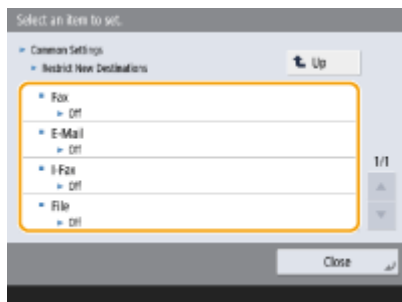 Select an item to set.
Common Settings
Restrict New Destinations
Up
Fax
Off
E-Mail
Off
I-Fax
Off
File
Off
1/1
Close